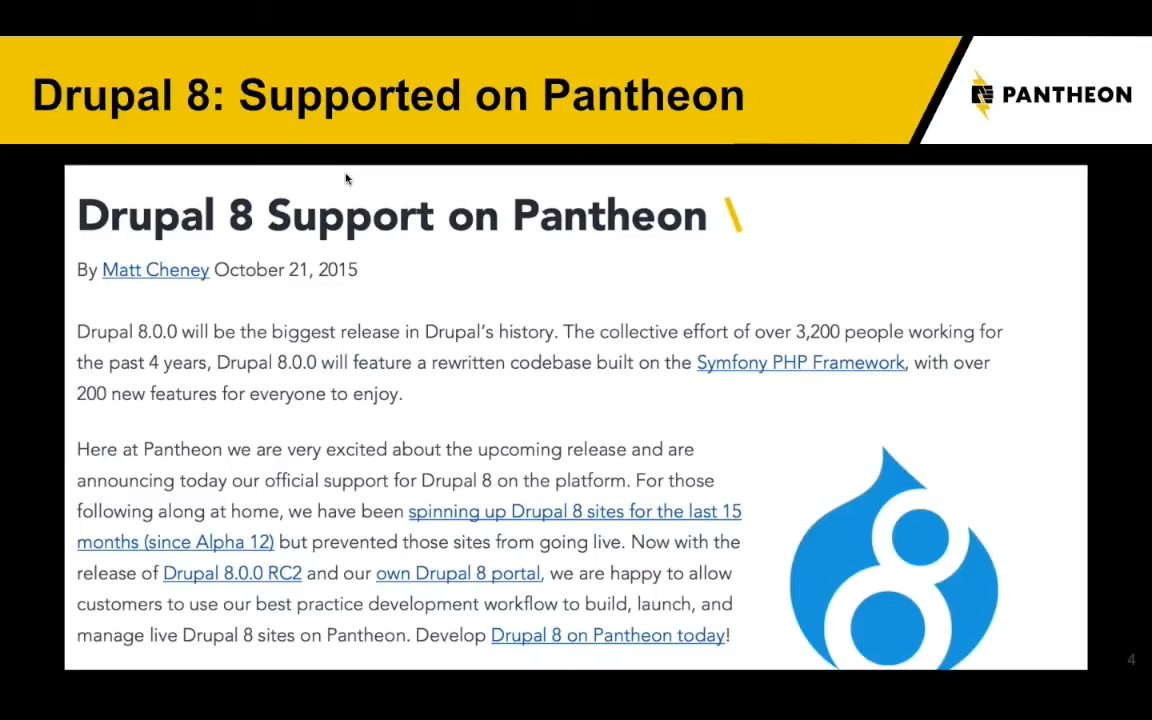 Drupal 8: Supported on Pantheon
PANTHEON
Drupal 8 Support on Pantheon \
By Matt Cheney October 21, 2015
Drupal 8.0.0 will be the biggest release in Drupal's history. The collective effort of over 3,200 people working for
the past 4 years, Drupal 8.0.0 will feature a rewritten codebase built on the Symfony PHP Framework, with over
200 new features for everyone to enjoy.
Here at Pantheon we are very excited about the upcoming release and are
announcing today our official support for Drupal 8 on the platform. For those
following along at home, we have been spinning up Drupal 8 sites for the last 15
months (since Alpha 12) but prevented those sites from going live. Now with the
release of Drupal 8.0.0 RC2 and our own Drupal 8 portal, we are happy to allow
customers to use our best practice development workflow to build, launch, and
manage live Drupal 8 sites on Pantheon. Develop Drupal 8 on Pantheon today!
8
4